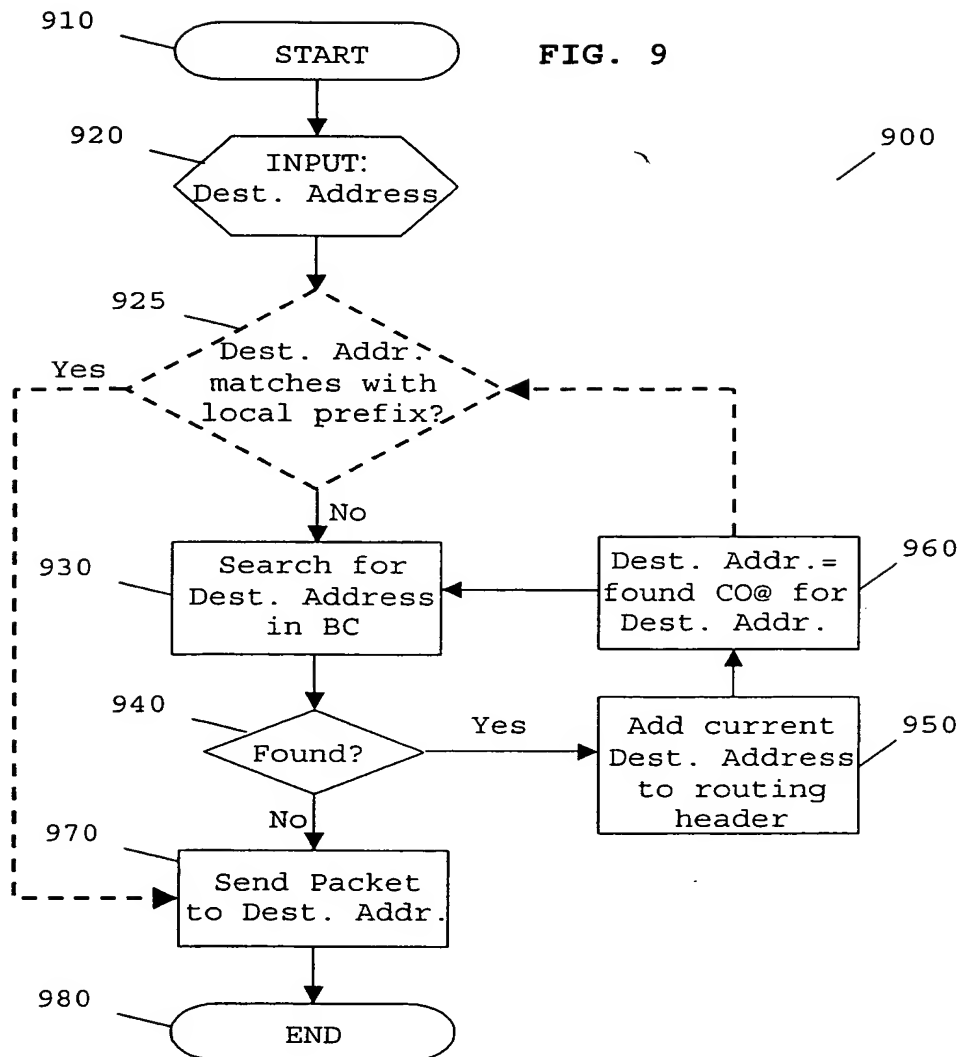 910
START
FIG. 9
920
INPUT:
Dest. Address
900
925
Dest. Addr.
matches with
local prefix?
Yes
No
930
Search for
Dest. Address
in BC
Dest. Addr.=
found CO@ for
Dest. Addr.
960
940
Found?
Yes
Add current
Dest. Address
to routing
header
950
No
970
Send Packet
to Dest. Addr.
980
END